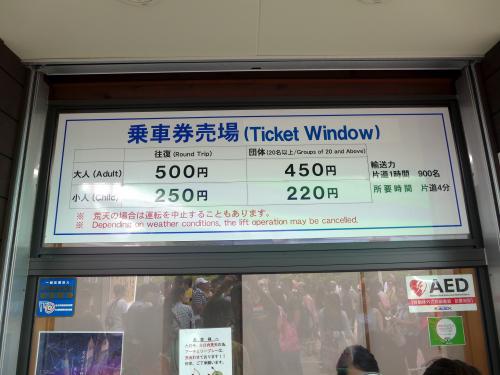 乗車券売場 (Ticket Window)
往復 (Round Trip)
団体 (20名以上/Groups of 20 and Above)
大人 (Adult) 500円 450円
小人 (Child) 250円 220円
輸送力
片道1時間 900名
所要時間 片道4分
※ 荒天の場合は運転を中止することもあります。
※ Depending on weather conditions, the lift operation may be cancelled.
AED